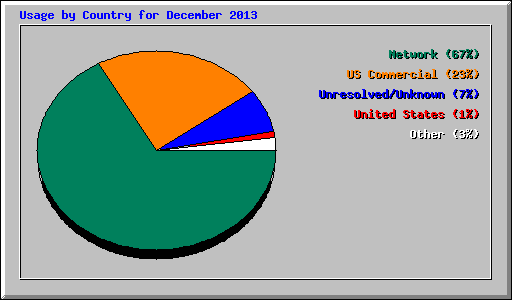 Usage by Country for December 2013
Network (67%)
US Commercial (23%)
Unresolved/Unknown (7%)
United States (1%)
Other (3%)